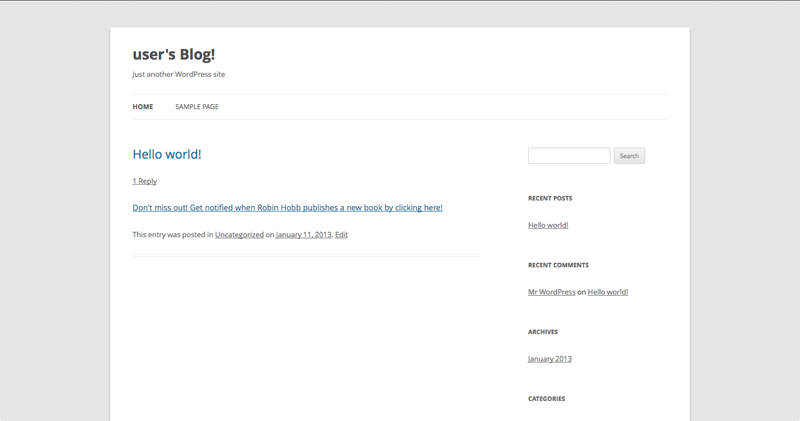 user's Blog!
Just another WordPress site
HOME SAMPLE PAGE
Hello world!
1 Reply
Don't miss out! Get notified when Robin Hobb publishes a new book by clicking here!
This entry was posted in Uncategorized on January 11, 2013. Edit
Search
RECENT POSTS
Hello world!
RECENT COMMENTS
Mr WordPress on Hello world!
ARCHIVES
January 2013
CATEGORIES